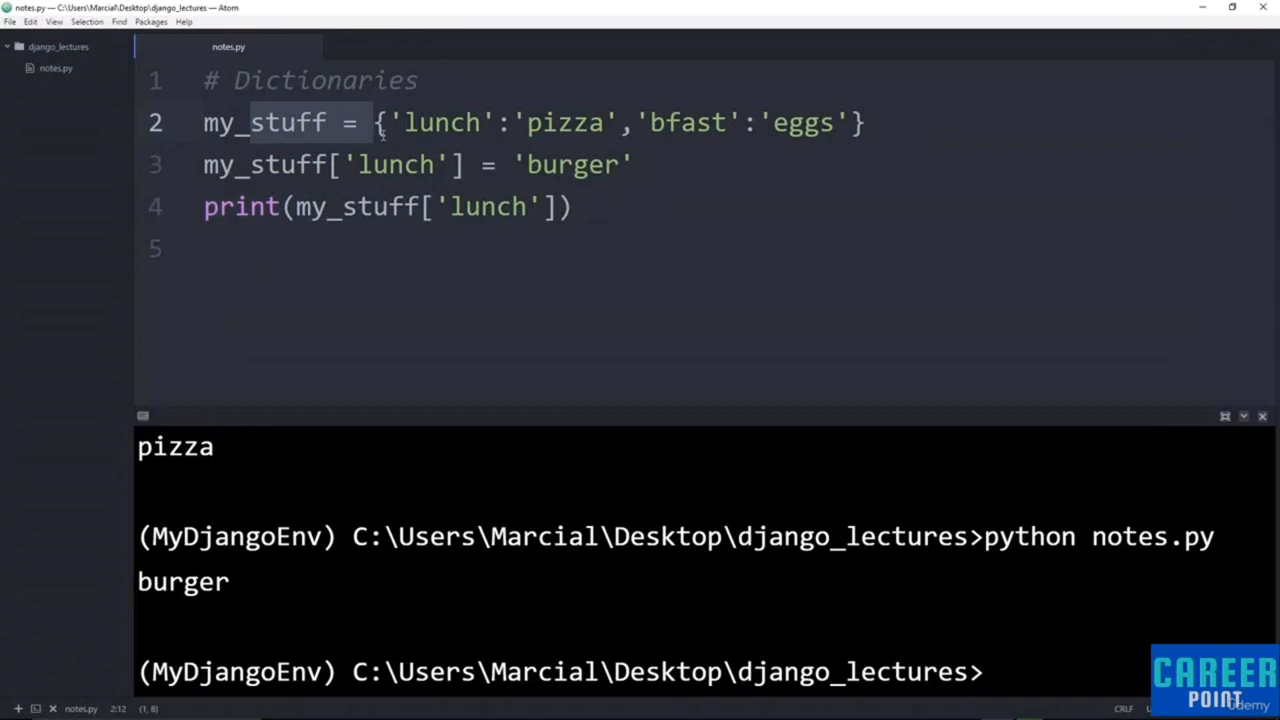 notes.py — C:\Users\Marcial\Desktop\django_lectures — Atom
File Edit View Selection Find Packages Help
django_lectures
notes.py
notes.py
1 # Dictionaries
2 my_stuff = {'lunch':'pizza','bfast':'eggs'}
3 my_stuff['lunch'] = 'burger'
4 print(my_stuff['lunch'])
5
pizza
(MyDjangoEnv) C:\Users\Marcial\Desktop\django_lectures>python notes.py
burger
(MyDjangoEnv) C:\Users\Marcial\Desktop\django_lectures>
CAREER
POINT
Udemy
notes.py 2:12 (1, 8) CRLF